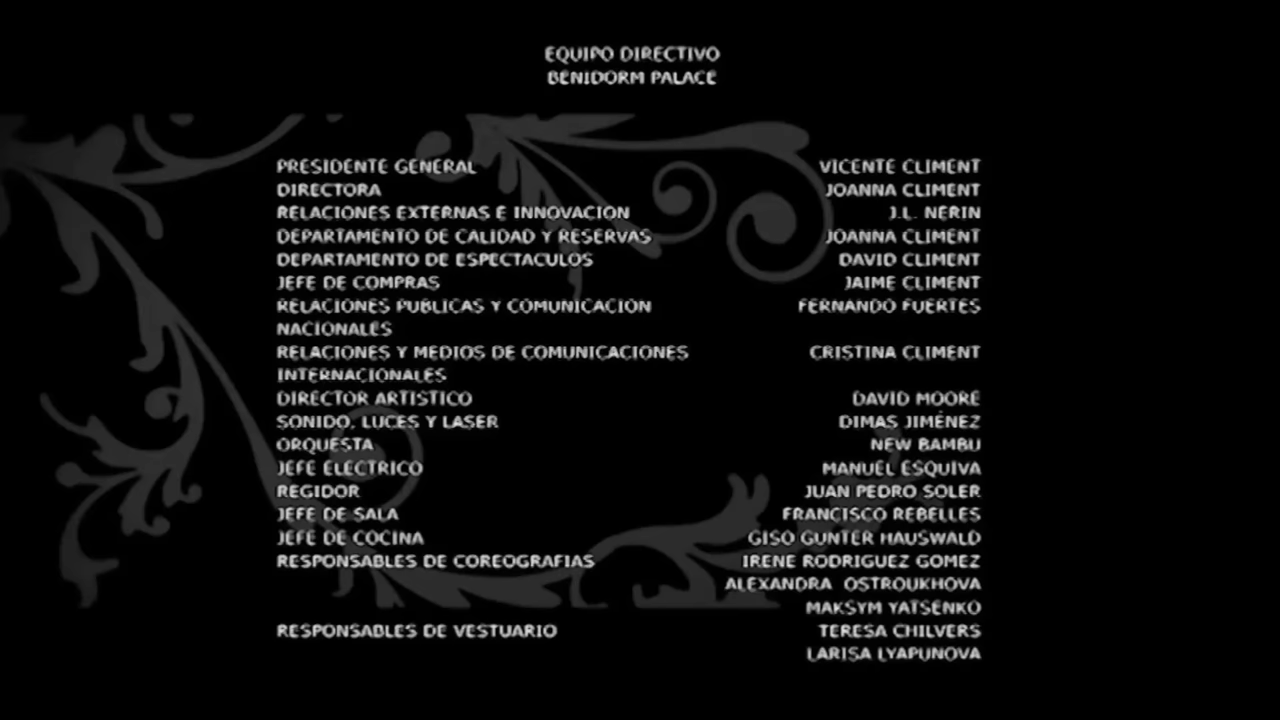 EQUIPO DIRECTIVO
BENIDORM PALACE
PRESIDENTE GENERAL VICENTE CLIMENT
DIRECTORA JOANNA CLIMENT
RELACIONES EXTERNAS E INNOVACION J.L. NERIN
DEPARTAMENTO DE CALIDAD Y RESERVAS JOANNA CLIMENT
DEPARTAMENTO DE ESPECTACULOS DAVID CLIMENT
JEFE DE COMPRAS JAIME CLIMENT
RELACIONES PUBLICAS Y COMUNICACION FERNANDO FUERTES
NACIONALES
RELACIONES Y MEDIOS DE COMUNICACIONES CRISTINA CLIMENT
INTERNACIONALES
DIRECTOR ARTISTICO DAVID MOORE
SONIDO, LUCES Y LASER DIMAS JIMÉNEZ
ORQUESTA NEW BAMBU
JEFE ELECTRICO MANUEL ESQUIVA
REGIDOR JUAN PEDRO SOLER
JEFE DE SALA FRANCISCO REBELLES
JEFE DE COCINA GISO GUNTER HAUSWALD
RESPONSABLES DE COREOGRAFIAS IRENE RODRIGUEZ GOMEZ
ALEXANDRA OSTROUKHOVA
MAKSYM YATSENKO
RESPONSABLES DE VESTUARIO TERESA CHILVERS
LARISA LYAPUNOVA